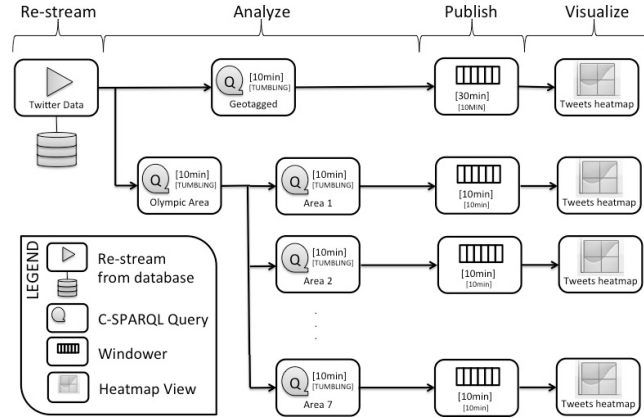 Re-stream
Analyze
Publish
Visualize
Twitter Data
Q
[10min]
[TUMBLING]
Geotagged
[30min]
[10MIN]
Tweets heatmap
Q
[10min]
[TUMBLING]
Olympic Area
Q
[10min]
[TUMBLING]
Area 1
[10min]
[10min]
Tweets heatmap
Q
[10min]
[TUMBLING]
Area 2
[10min]
[10min]
Tweets heatmap
.
.
.
Q
[10min]
[TUMBLING]
Area 7
[10min]
[10min]
Tweets heatmap
LEGEND
Re-stream
from database
Q
C-SPARQL Query
Windower
Heatmap View